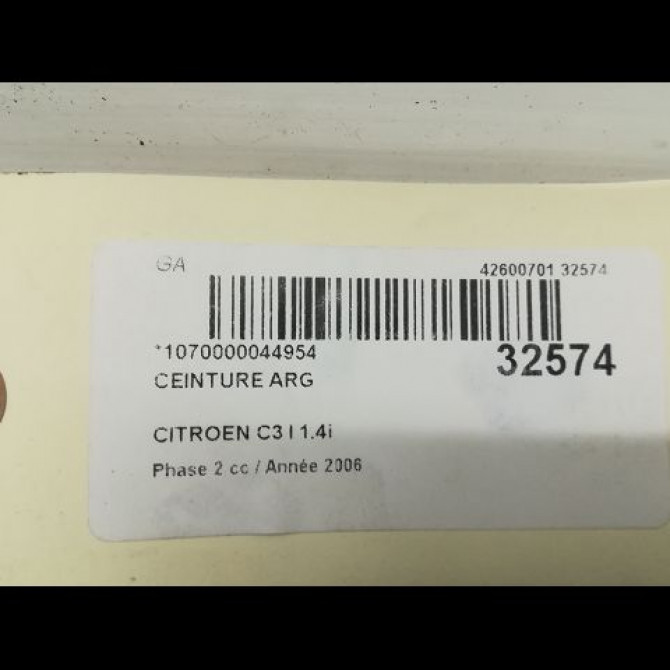 GA
42600701 32574
*1070000044954
32574
CEINTURE ARG
CITROEN C3 I 1.4i
Phase 2 cc / Année 2006